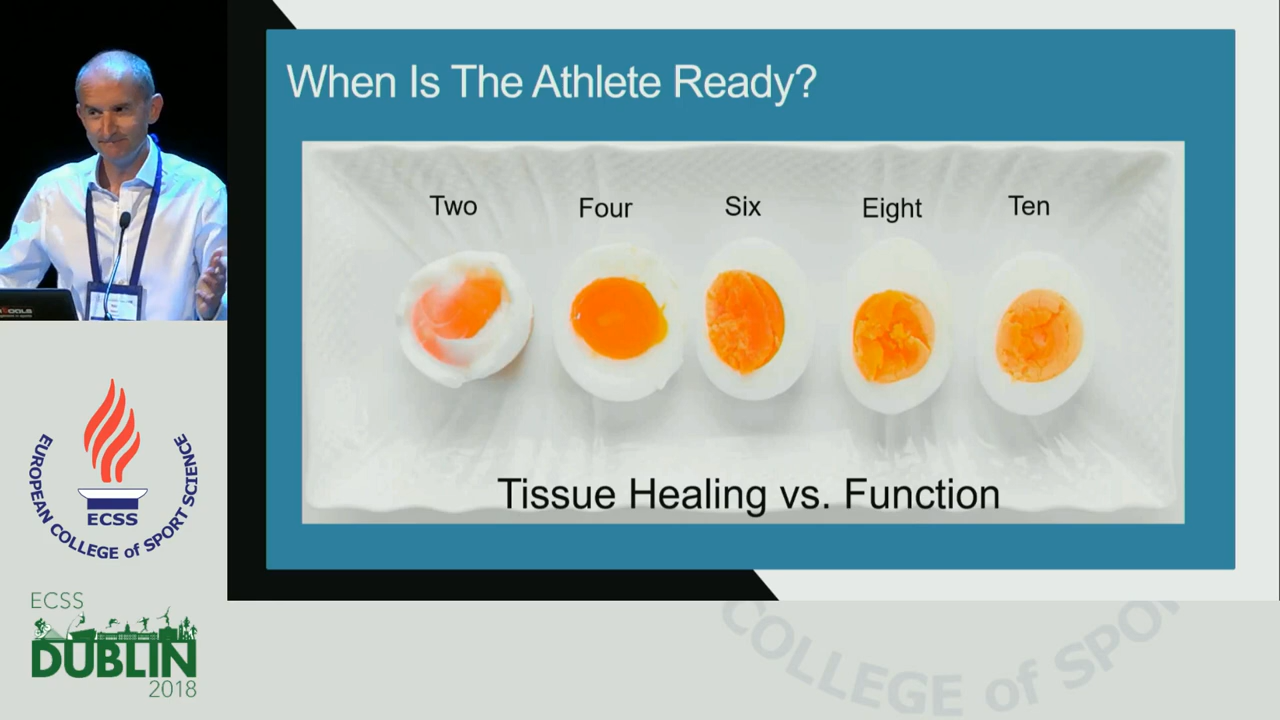 When Is The Athlete Ready?
Two
Four
Six
Eight
Ten
Tissue Healing vs. Function
EUROPEAN COLLEGE of SPORT SCIENCE
ECSS
ECSS
DUBLIN
2018
COLLEGE of SPOR